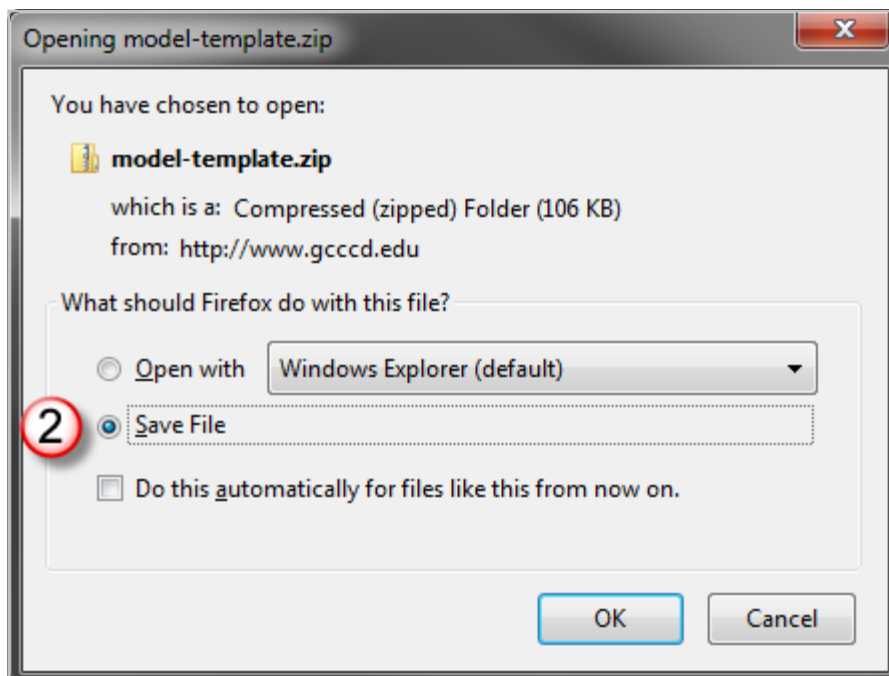 Opening model-template.zip
You have chosen to open:
model-template.zip
which is a: Compressed (zipped) Folder (106 KB)
from: http://www.gcccd.edu
What should Firefox do with this file?
Open with Windows Explorer (default)
2 Save File
Do this automatically for files like this from now on.
OK Cancel